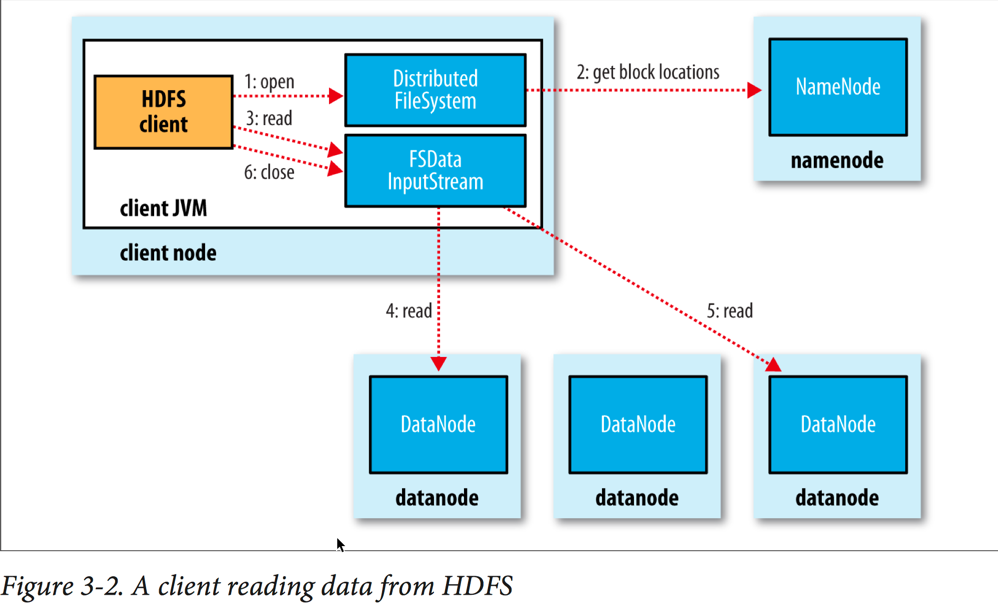 HDFS
client
1: open
3: read
6: close
Distributed
FileSystem
FSData
InputStream
client JVM
client node
2: get block locations
NameNode
namenode
4: read
5: read
DataNode
datanode
DataNode
datanode
DataNode
datanode
Figure 3-2. A client reading data from HDFS